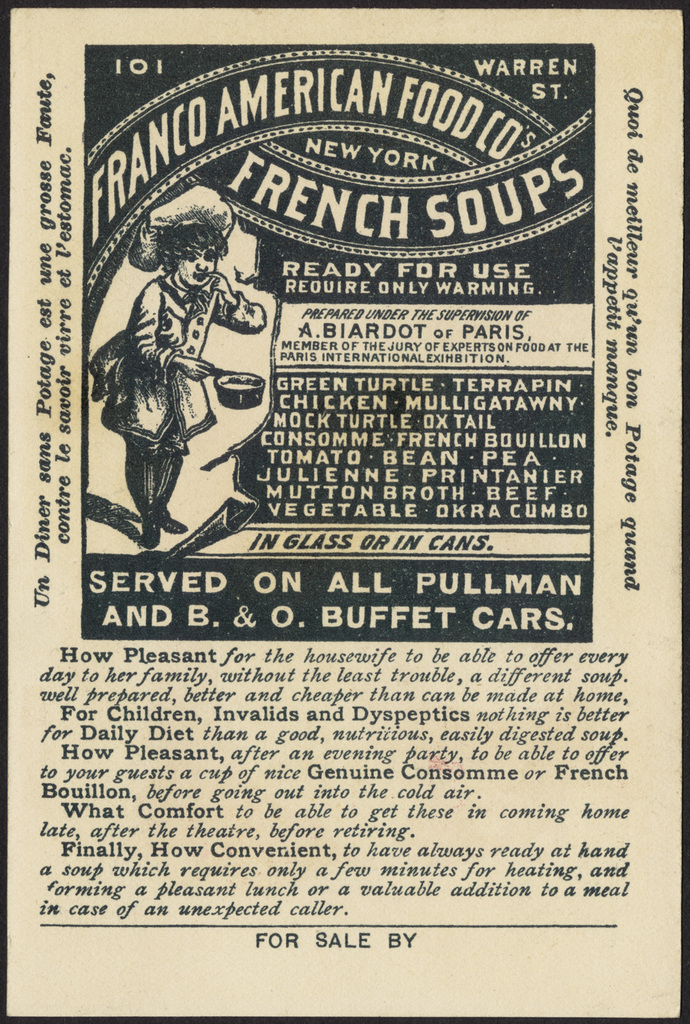 101
WARREN
ST.
FRANCO AMERICAN FOOD CO'S
NEW YORK
FRENCH SOUPS
READY FOR USE
REQUIRE ONLY WARMING.
PREPARED UNDER THE SUPERVISION OF
A. BIARDOT OF PARIS,
MEMBER OF THE JURY OF EXPERTS ON FOOD AT THE
PARIS INTERNATIONAL EXIHBITION.
GREEN TURTLE · TERRAPIN ·
CHICKEN · MULLIGATAWNY ·
MOCK TURTLE · OX TAIL
CONSOMME · FRENCH BOUILLON
TOMATO · BEAN · PEA ·
JULIENNE · PRINTANIER
MUTTON BROTH · BEEF ·
VEGETABLE · OKRA CUMBO
IN GLASS OR IN CANS.
SERVED ON ALL PULLMAN
AND B. & O. BUFFET CARS.
Un Diner sans Potage est une grosse Faute,
contre le savoir virre et l'estomac.
Quoi de meilleur qu'un bon Potage quand
l'appetit manque.
How Pleasant for the housewife to be able to offer every
day to her family, without the least trouble, a different soup.
well prepared, better and cheaper than can be made at home,
For Children, Invalids and Dyspeptics nothing is better
for Daily Diet than a good, nutricious, easily digested soup.
How Pleasant, after an evening party, to be able to offer
to your guests a cup of nice Genuine Consomme or French
Bouillon, before going out into the cold air.
What Comfort to be able to get these in coming home
late, after the theatre, before retiring.
Finally, How Convenient, to have always ready at hand
a soup which requires only a few minutes for heating, and
forming a pleasant lunch or a valuable addition to a meal
in case of an unexpected caller.
FOR SALE BY